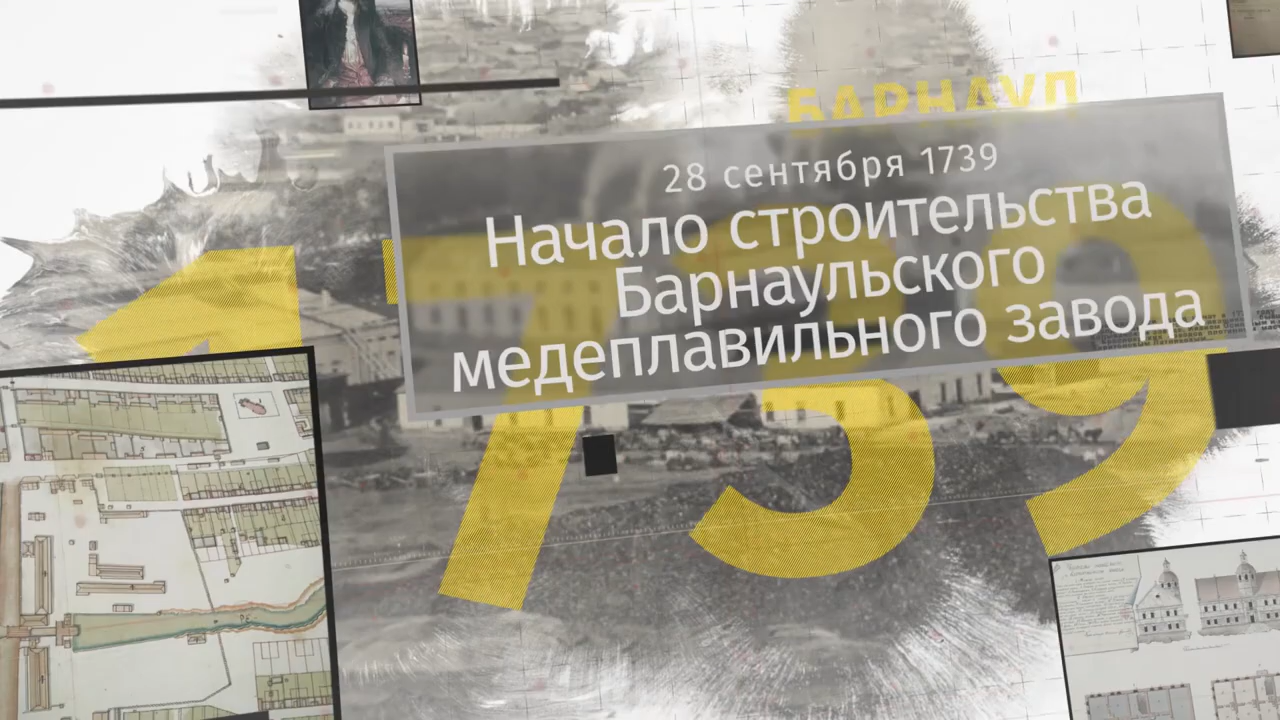 БАРНАУЛ
28 сентября 1739
Начало строительства
Барнаульского
медеплавильного завода
1739